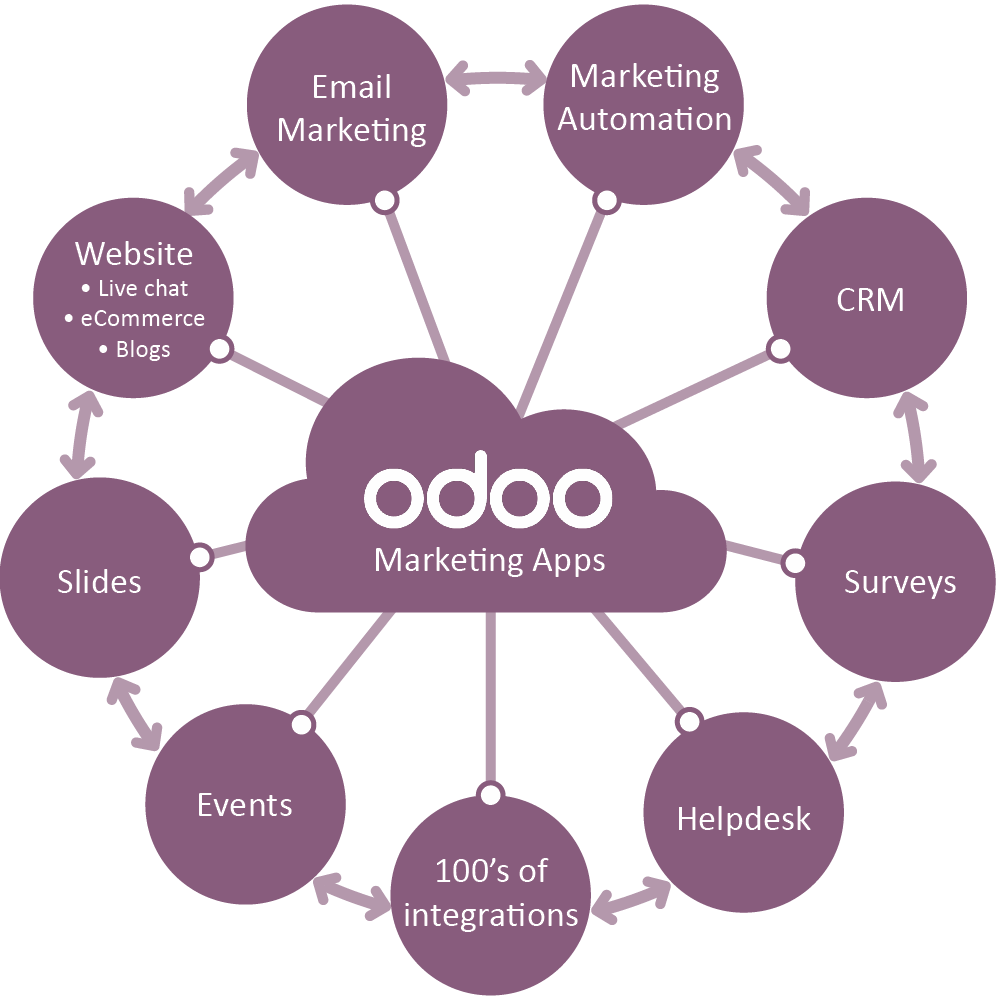 Email
Marketing
Marketing
Automation
Website
• Live chat
• eCommerce
• Blogs
CRM
odoo
Marketing Apps
Slides
Surveys
Events
Helpdesk
100’s of
integrations